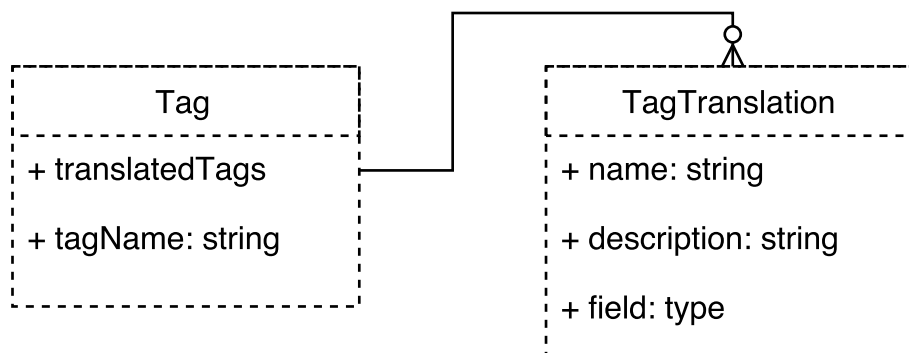 Tag
+ translatedTags
+ tagName: string
TagTranslation
+ name: string
+ description: string
+ field: type